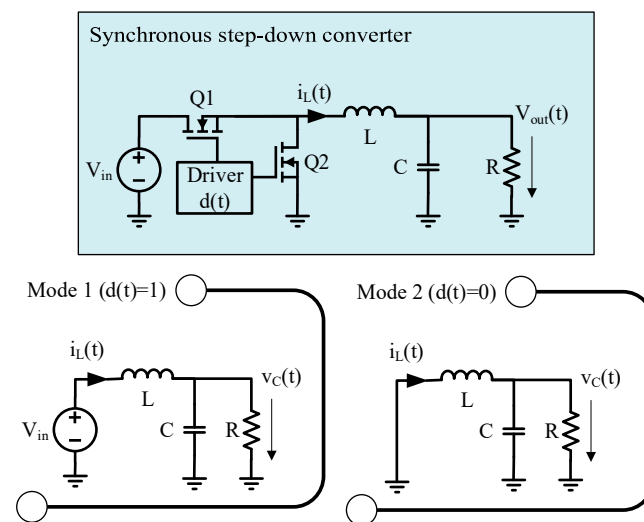 Synchronous step-down converter
Q1
i_L(t)
L
V_out(t)
V_in
Driver
d(t)
Q2
C
R
Mode 1 (d(t)=1)
i_L(t)
L
v_C(t)
V_in
C
R
Mode 2 (d(t)=0)
i_L(t)
L
v_C(t)
C
R